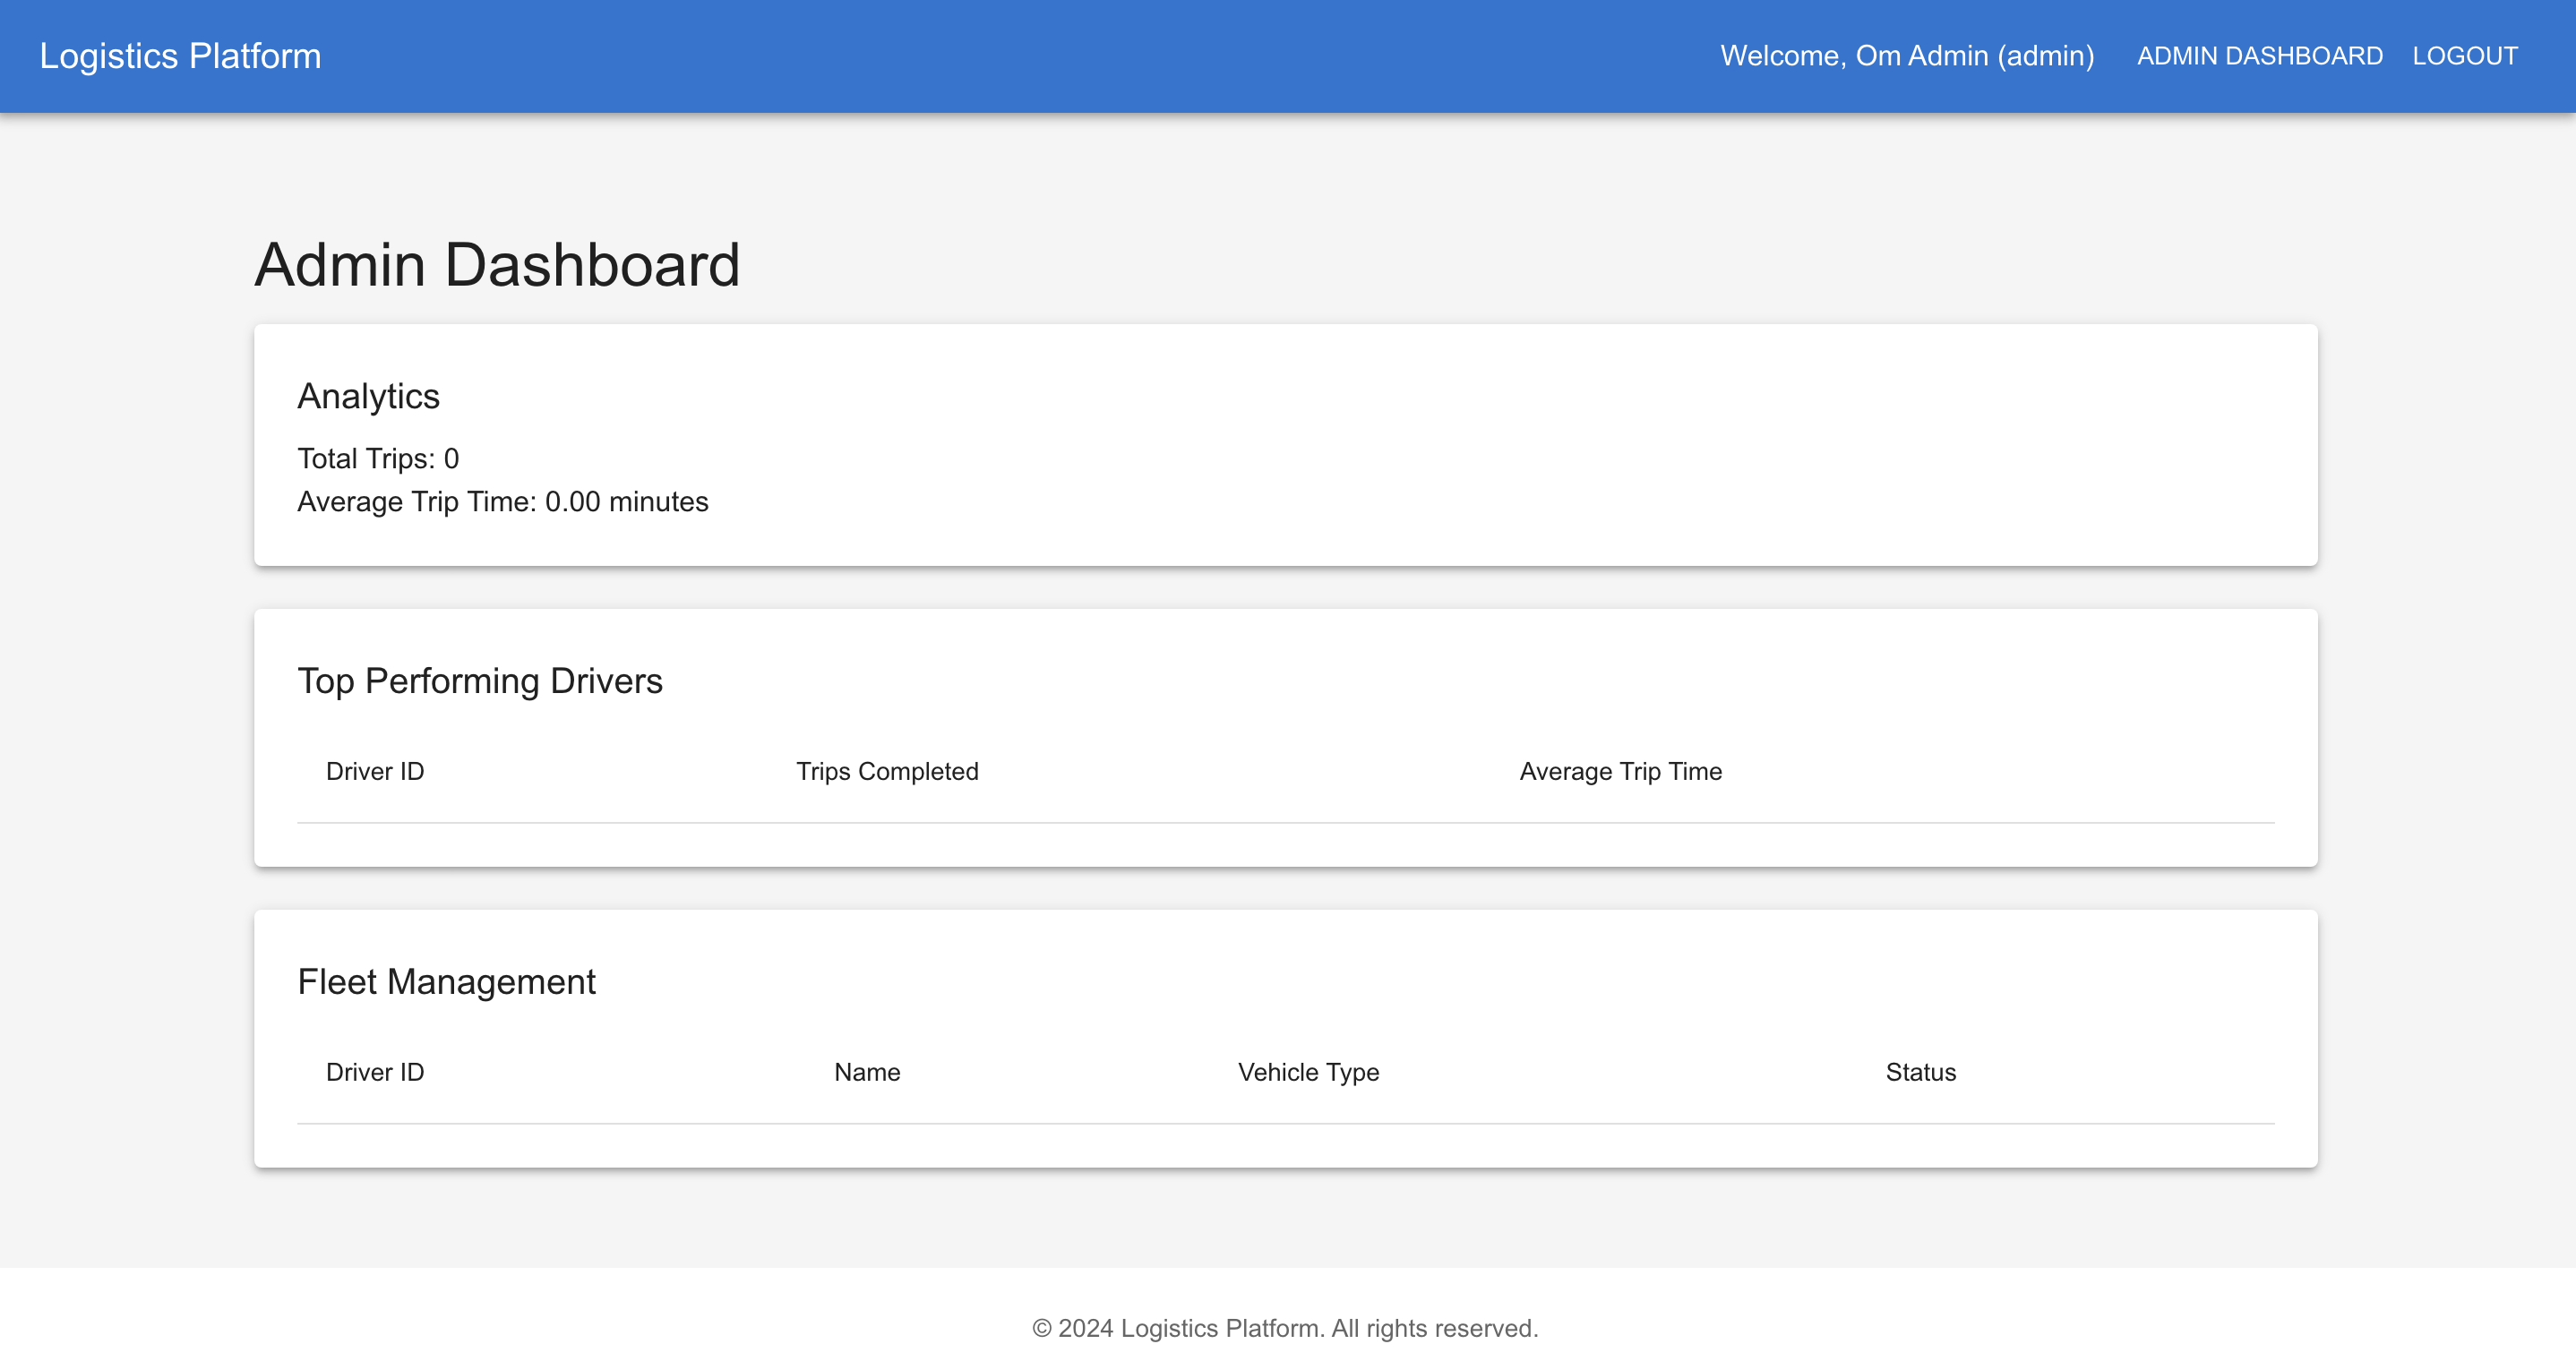 Logistics Platform Welcome, Om Admin (admin) ADMIN DASHBOARD LOGOUT
Admin Dashboard
Analytics
Total Trips: 0
Average Trip Time: 0.00 minutes
Top Performing Drivers
Driver ID Trips Completed Average Trip Time
Fleet Management
Driver ID Name Vehicle Type Status
© 2024 Logistics Platform. All rights reserved.